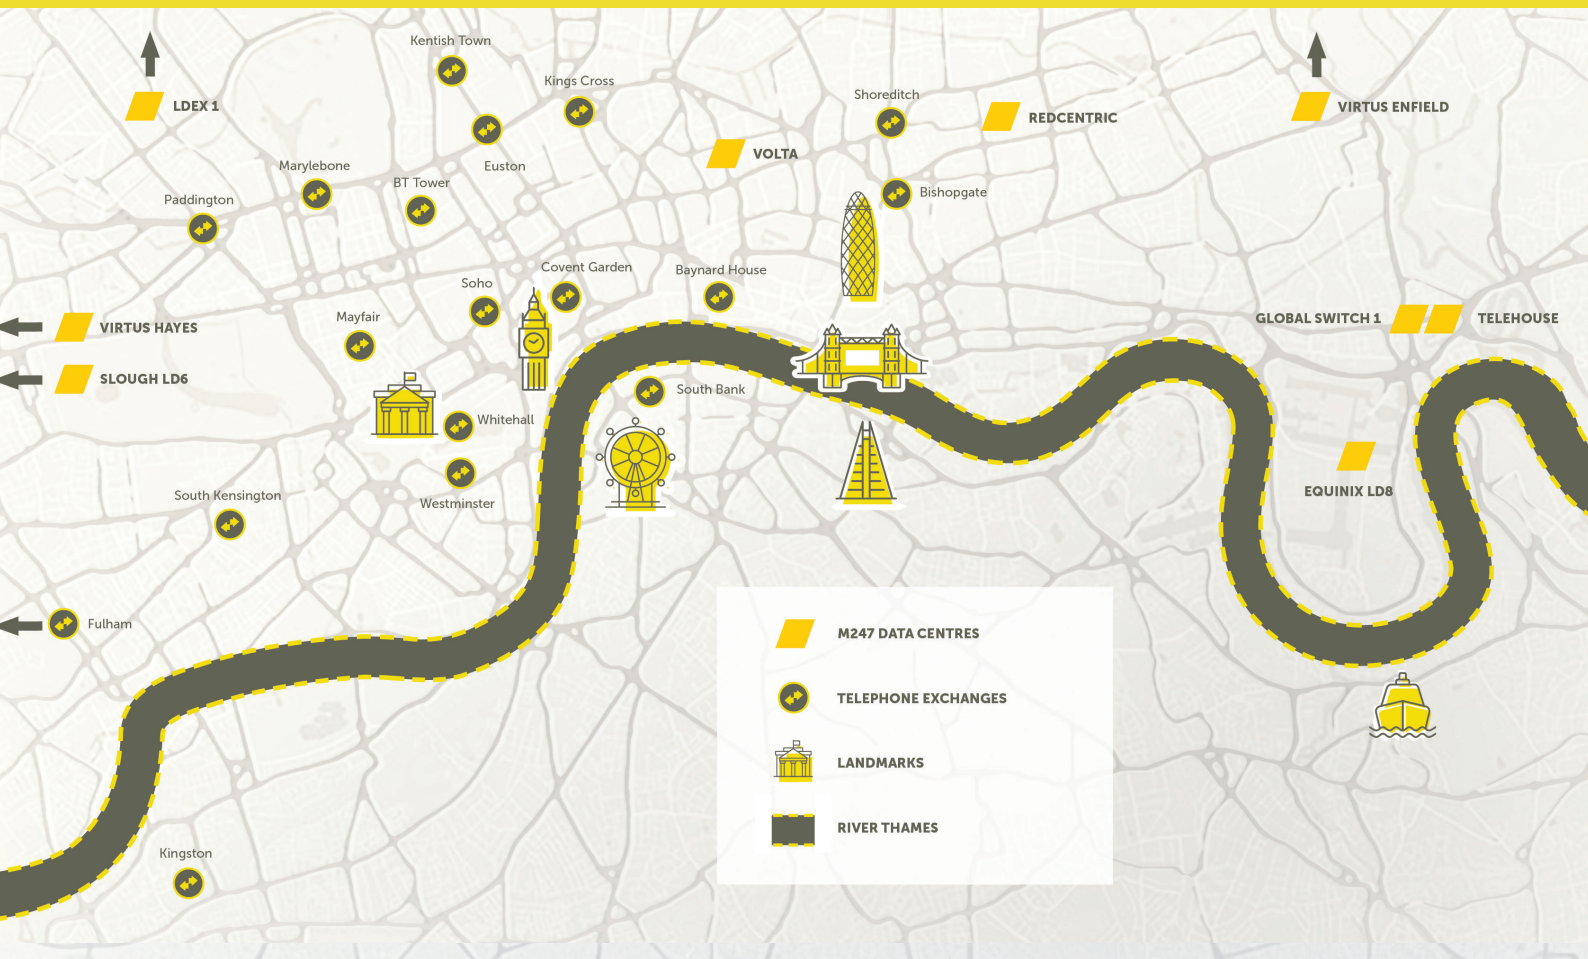 Kentish Town
Kings Cross
Shoreditch
LDEX 1
REDCENTRIC
VIRTUS ENFIELD
VOLTA
Marylebone
Euston
BT Tower
Paddington
Bishopgate
Covent Garden
Baynard House
Soho
Mayfair
VIRTUS HAYES
GLOBAL SWITCH 1
TELEHOUSE
SLOUGH LD6
South Bank
Whitehall
South Kensington
Westminster
EQUINIX LD8
Fulham
M247 DATA CENTRES
TELEPHONE EXCHANGES
LANDMARKS
RIVER THAMES
Kingston